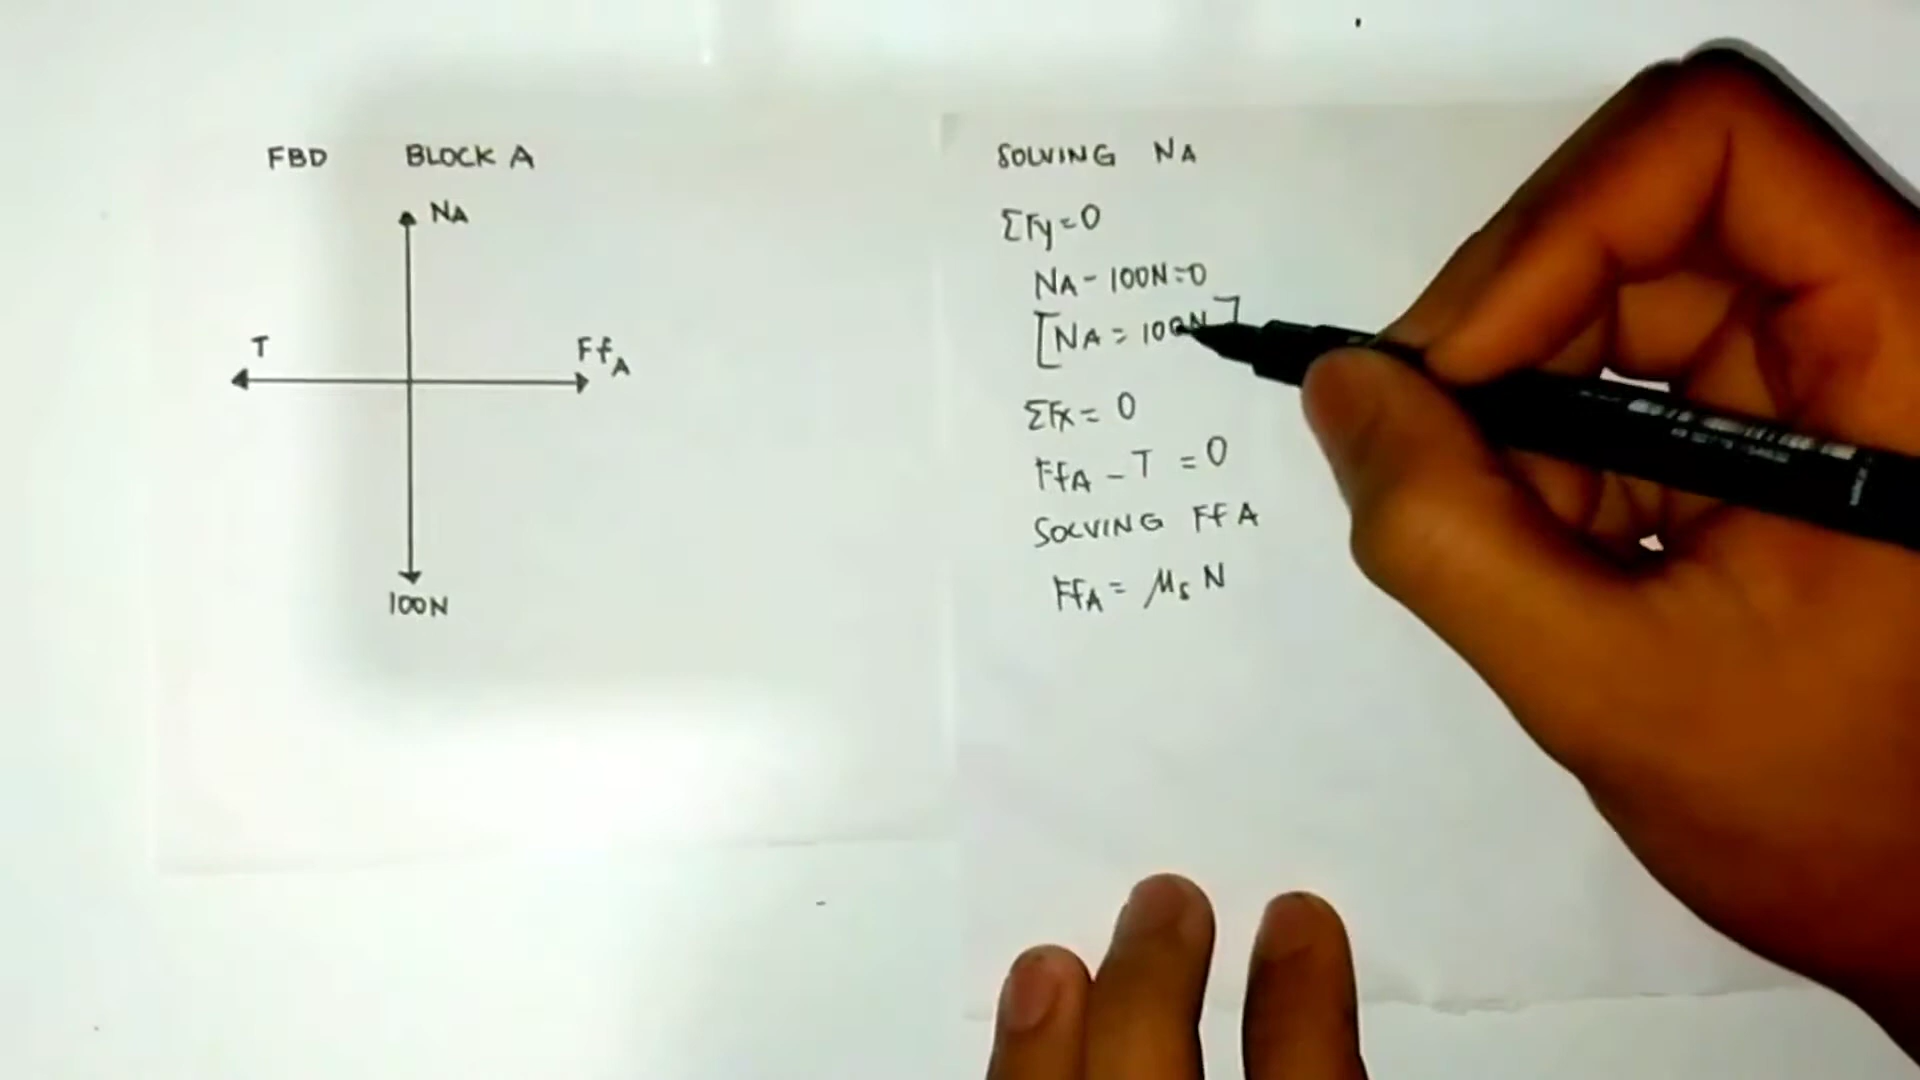 FBD BLOCK A
NA
T
FfA
100N
SOLVING NA
ΣFy=0
NA - 100N=0
[NA = 100N]
ΣFx= 0
FfA - T = 0
SOLVING FfA
FfA = μs N